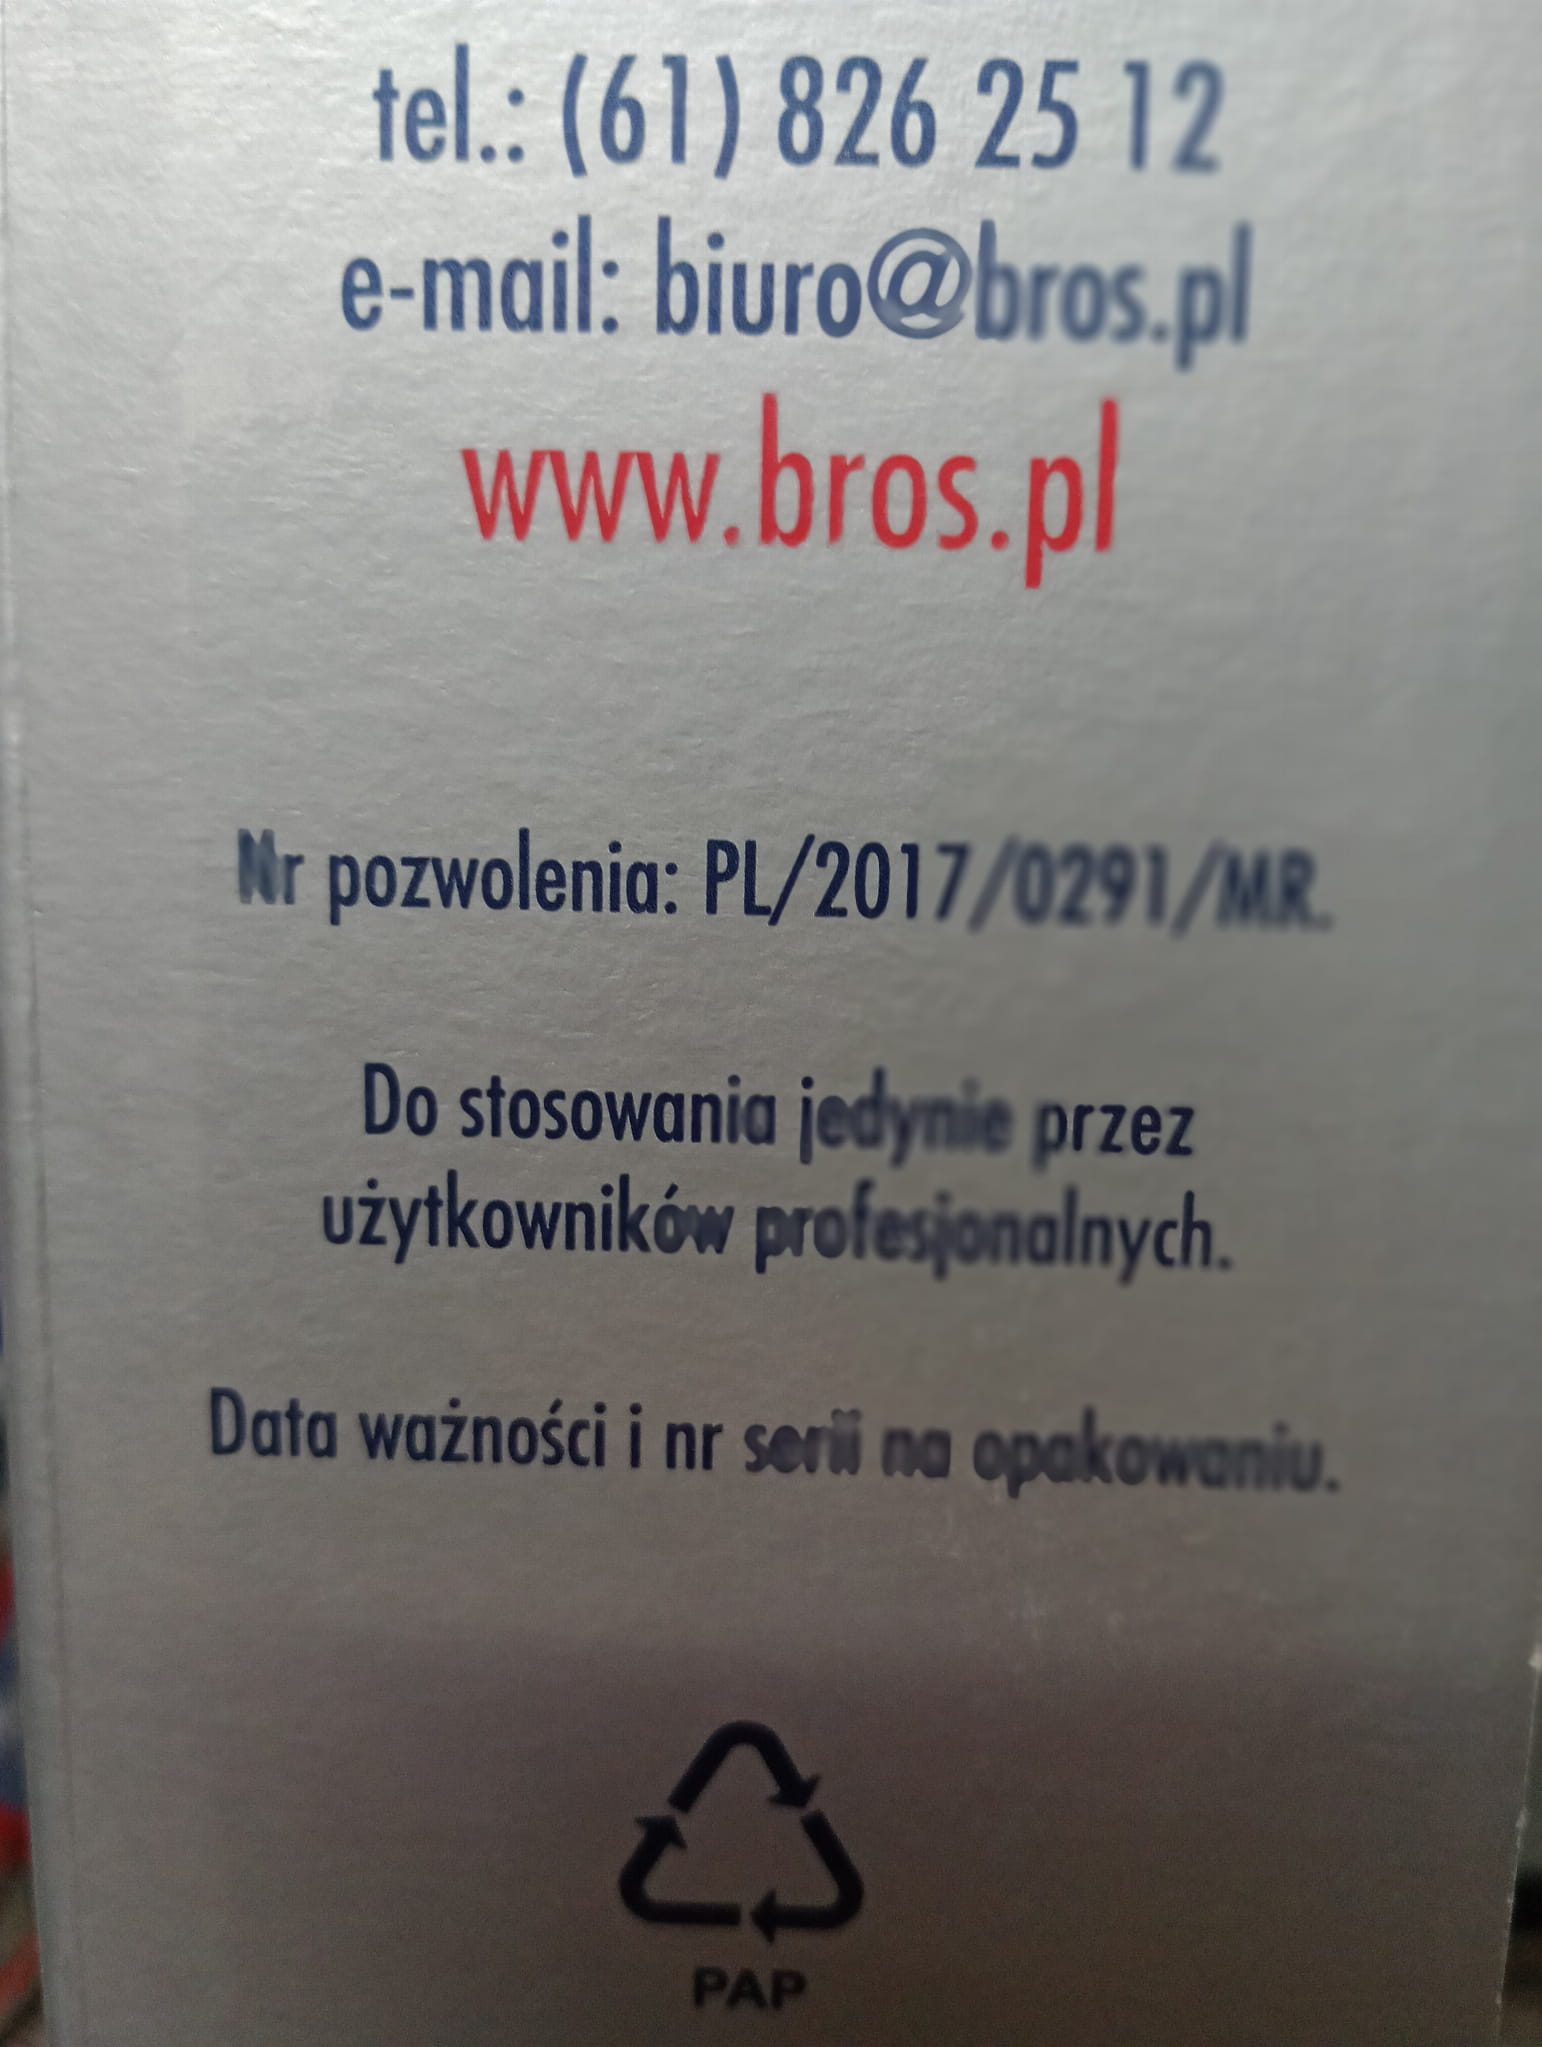 tel.: (61) 826 25 12
e-mail: biuro@bros.pl
www.bros.pl
Nr pozwolenia: PL/2017/0291/MR.
Do stosowania jedynie przez
użytkowników profesjonalnych.
Data ważności i nr serii na opakowaniu.
PAP